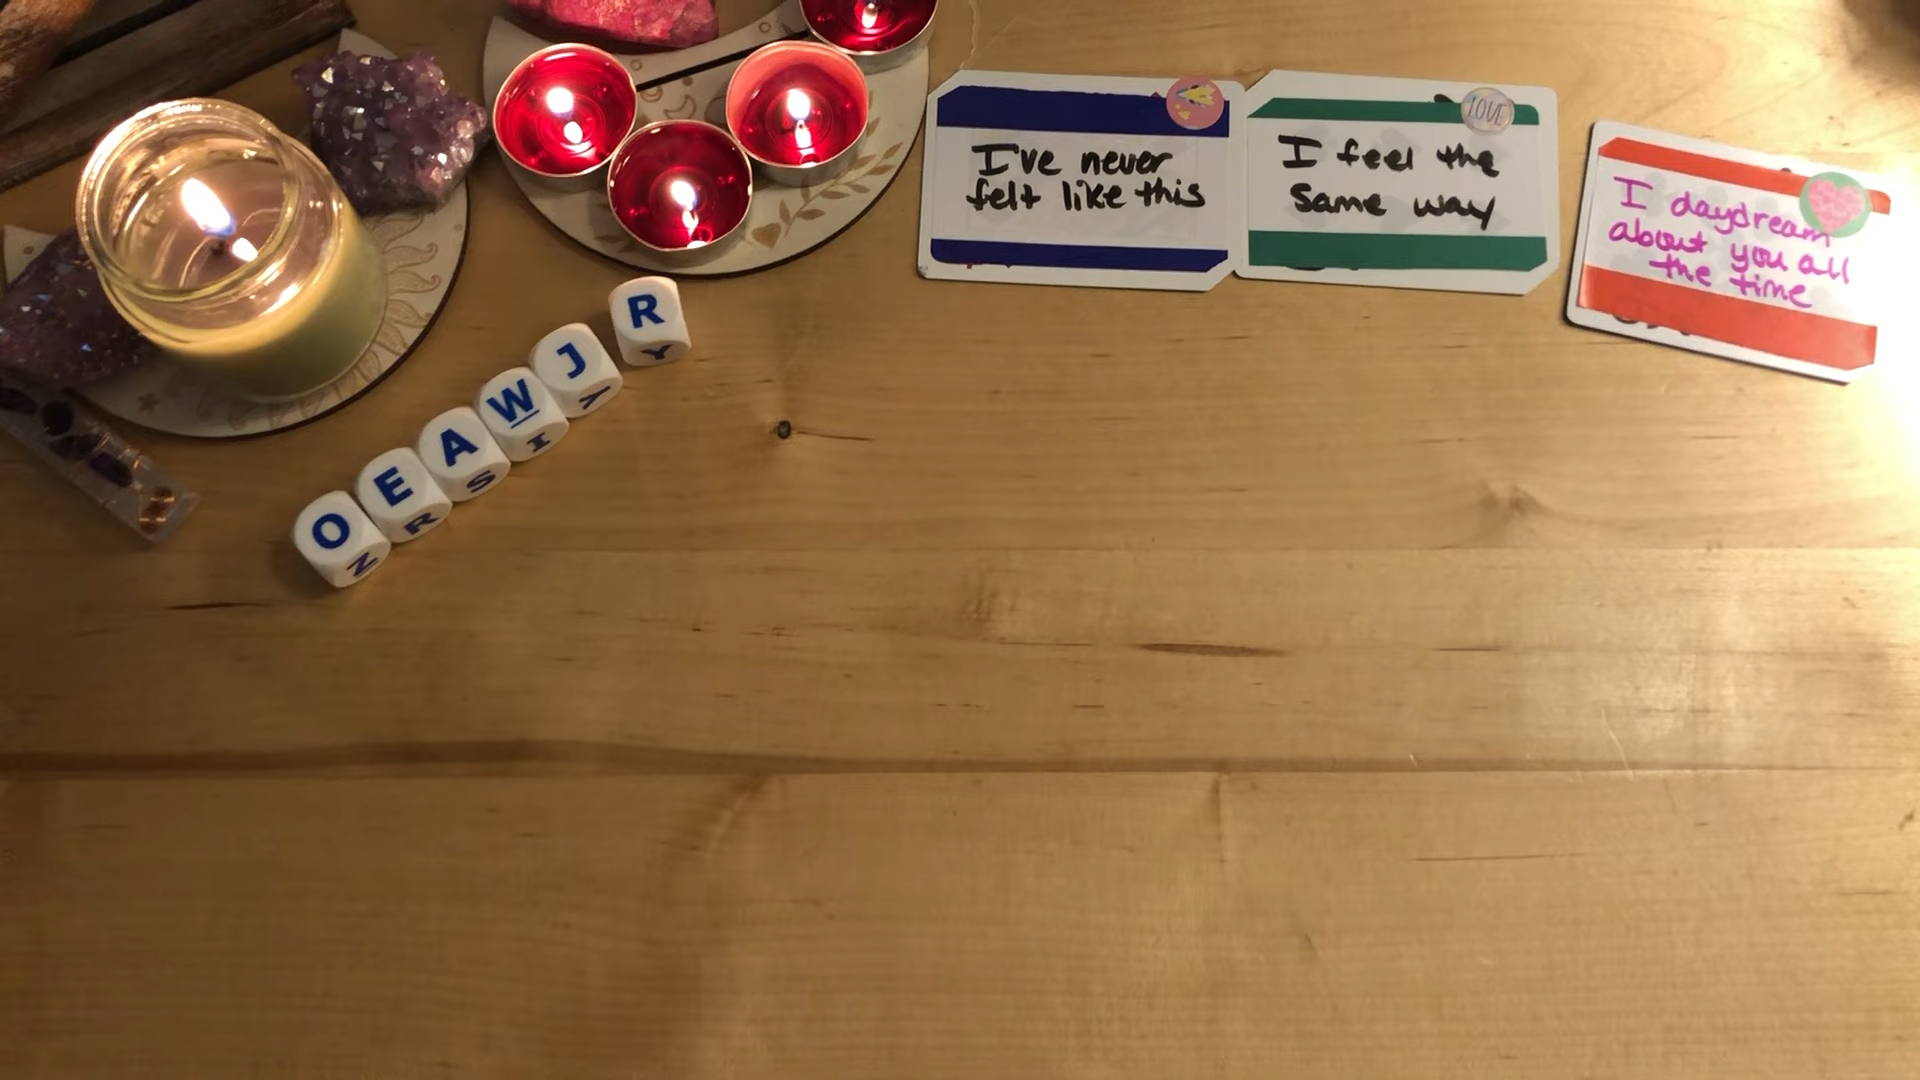 I've never
felt like this
LOVE
I feel the
same way
I daydream
about you all
the time
R
Y
J
W
I
A
S
E
R
O
N